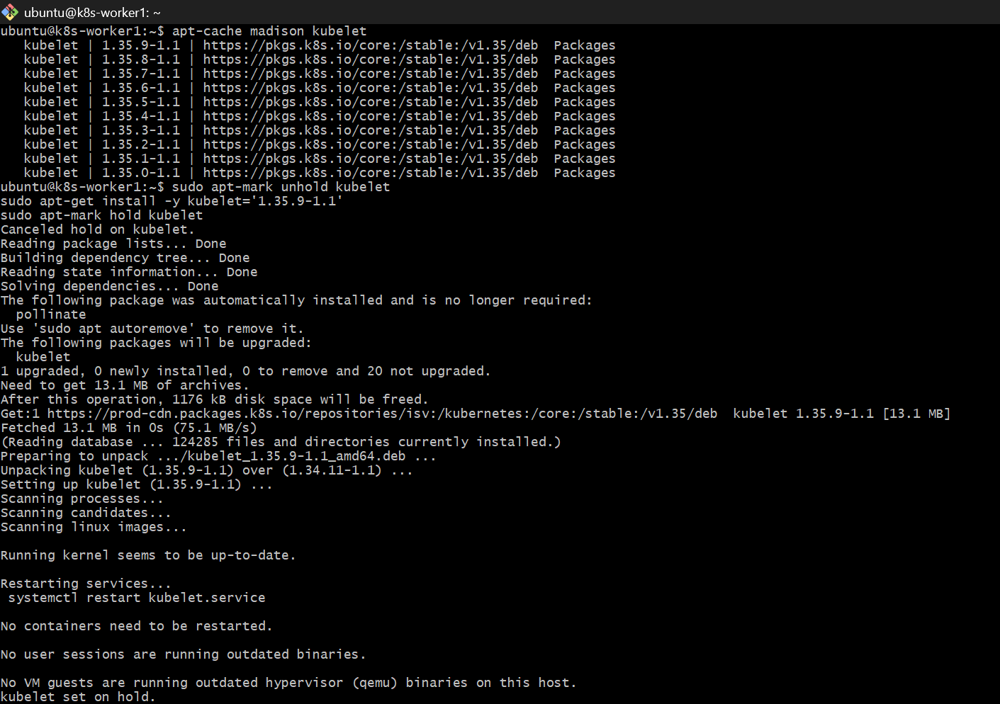 ubuntu@k8s-worker1: ~
ubuntu@k8s-worker1:~$ apt-cache madison kubelet
   kubelet | 1.35.9-1.1 | https://pkgs.k8s.io/core:/stable:/v1.35/deb  Packages
   kubelet | 1.35.8-1.1 | https://pkgs.k8s.io/core:/stable:/v1.35/deb  Packages
   kubelet | 1.35.7-1.1 | https://pkgs.k8s.io/core:/stable:/v1.35/deb  Packages
   kubelet | 1.35.6-1.1 | https://pkgs.k8s.io/core:/stable:/v1.35/deb  Packages
   kubelet | 1.35.5-1.1 | https://pkgs.k8s.io/core:/stable:/v1.35/deb  Packages
   kubelet | 1.35.4-1.1 | https://pkgs.k8s.io/core:/stable:/v1.35/deb  Packages
   kubelet | 1.35.3-1.1 | https://pkgs.k8s.io/core:/stable:/v1.35/deb  Packages
   kubelet | 1.35.2-1.1 | https://pkgs.k8s.io/core:/stable:/v1.35/deb  Packages
   kubelet | 1.35.1-1.1 | https://pkgs.k8s.io/core:/stable:/v1.35/deb  Packages
   kubelet | 1.35.0-1.1 | https://pkgs.k8s.io/core:/stable:/v1.35/deb  Packages
ubuntu@k8s-worker1:~$ sudo apt-mark unhold kubelet
sudo apt-get install -y kubelet='1.35.9-1.1'
sudo apt-mark hold kubelet
Canceled hold on kubelet.
Reading package lists... Done
Building dependency tree... Done
Reading state information... Done
Solving dependencies... Done
The following package was automatically installed and is no longer required:
  pollinate
Use 'sudo apt autoremove' to remove it.
The following packages will be upgraded:
  kubelet
1 upgraded, 0 newly installed, 0 to remove and 20 not upgraded.
Need to get 13.1 MB of archives.
After this operation, 1176 kB disk space will be freed.
Get:1 https://prod-cdn.packages.k8s.io/repositories/isv:/kubernetes:/core:/stable:/v1.35/deb  kubelet 1.35.9-1.1 [13.1 MB]
Fetched 13.1 MB in 0s (75.1 MB/s)
(Reading database ... 124285 files and directories currently installed.)
Preparing to unpack .../kubelet_1.35.9-1.1_amd64.deb ...
Unpacking kubelet (1.35.9-1.1) over (1.34.11-1.1) ...
Setting up kubelet (1.35.9-1.1) ...
Scanning processes...
Scanning candidates...
Scanning linux images...

Running kernel seems to be up-to-date.

Restarting services...
 systemctl restart kubelet.service

No containers need to be restarted.

No user sessions are running outdated binaries.

No VM guests are running outdated hypervisor (qemu) binaries on this host.
kubelet set on hold.